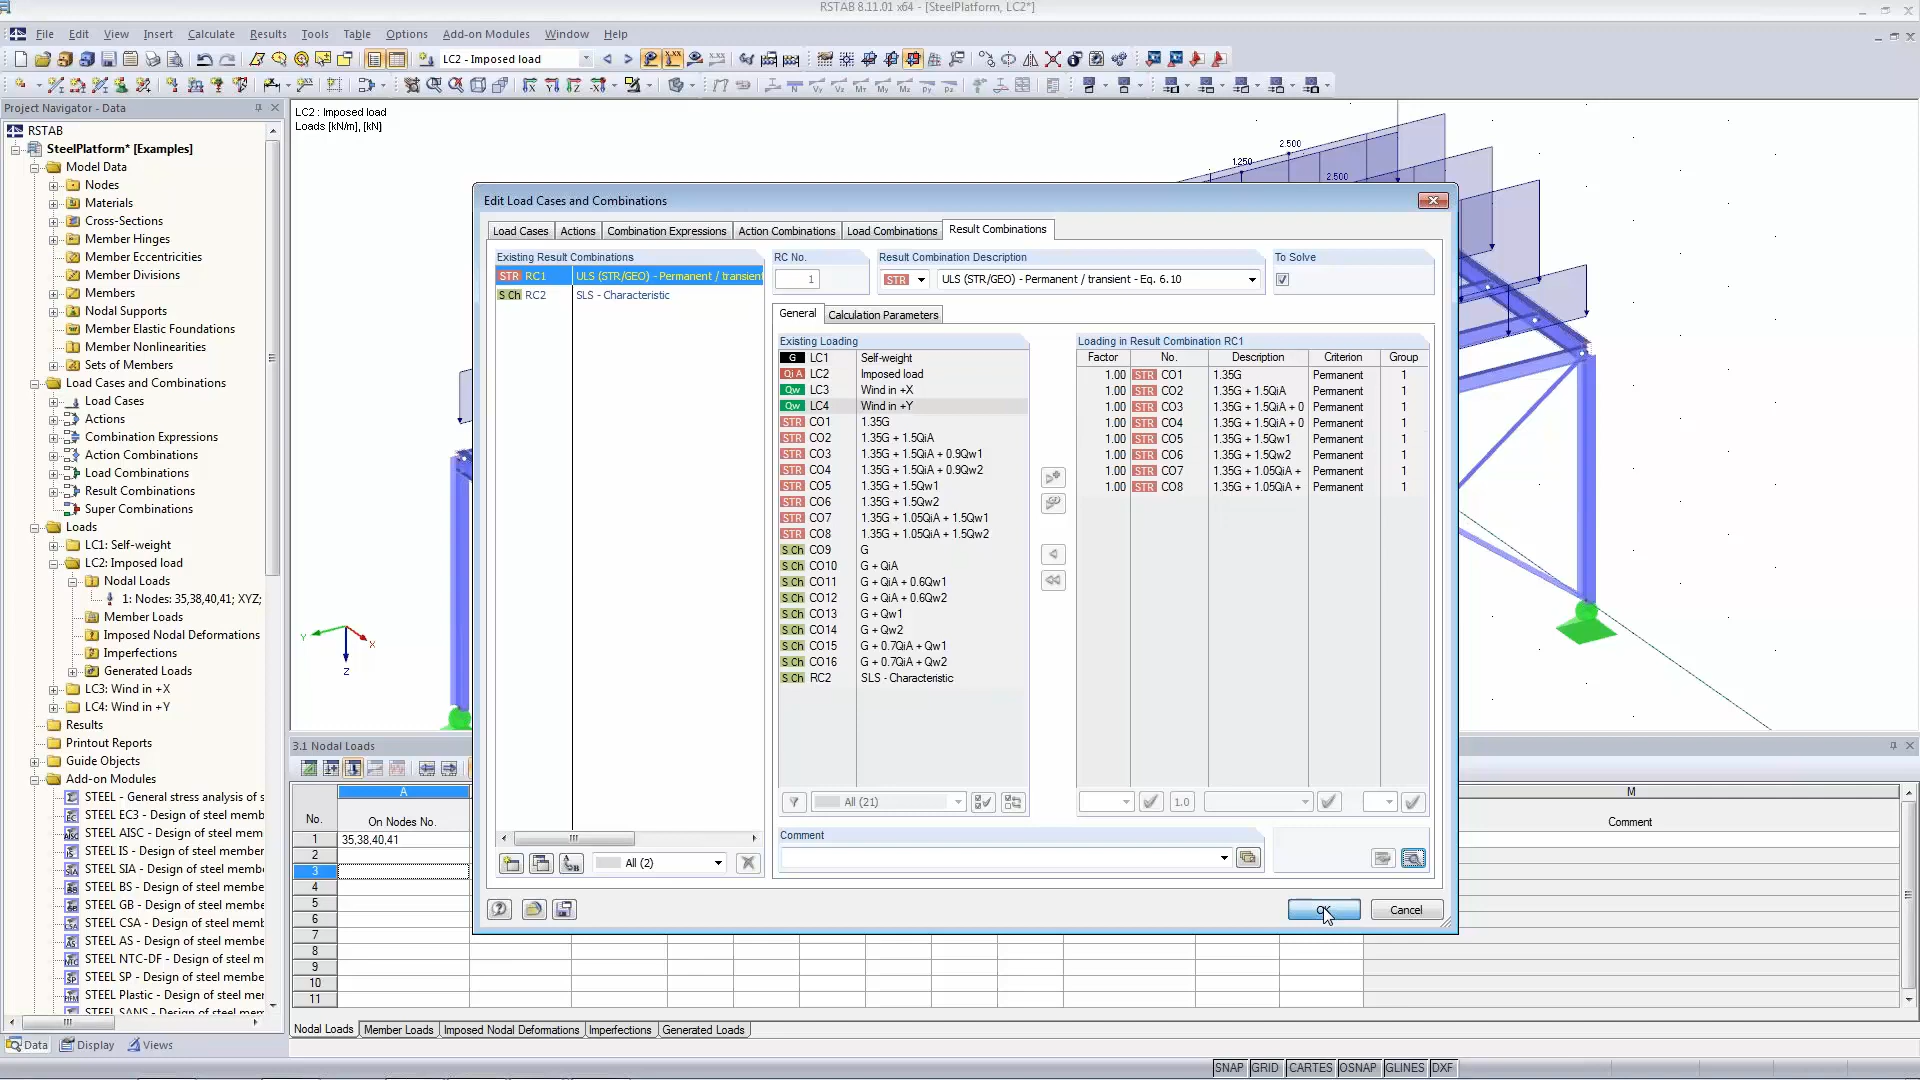 RSTAB 8.11.01 x64 - [SteelPlatform, LC2*]
File Edit View Insert Calculate Results Tools Table Options Add-on Modules Window Help
LC2 - Imposed load
Project Navigator - Data
RSTAB
SteelPlatform* [Examples]
Model Data
Nodes
Materials
Cross-Sections
Member Hinges
Member Eccentricities
Member Divisions
Members
Nodal Supports
Member Elastic Foundations
Member Nonlinearities
Sets of Members
Load Cases and Combinations
Load Cases
Actions
Combination Expressions
Action Combinations
Load Combinations
Result Combinations
Super Combinations
Loads
LC1: Self-weight
LC2: Imposed load
Nodal Loads
1: Nodes: 35,38,40,41; XYZ;
Member Loads
Imposed Nodal Deformations
Imperfections
Generated Loads
LC3: Wind in +X
LC4: Wind in +Y
Results
Printout Reports
Guide Objects
Add-on Modules
STEEL - General stress analysis of s
STEEL EC3 - Design of steel member
STEEL AISC - Design of steel mem
STEEL IS - Design of steel member
STEEL SIA - Design of steel membe
STEEL BS - Design of steel membe
STEEL GB - Design of steel membe
STEEL CSA - Design of steel memb
STEEL AS - Design of steel membe
STEEL NTC-DF - Design of steel m
STEEL SP - Design of steel membe
STEEL Plastic - Design of steel mer
STEEL SANS - Design of steel mem
Data Display Views
LC2 : Imposed load
Loads [kN/m], [kN]
2.500
1.250
2.500
Y X
Z
Edit Load Cases and Combinations
Load Cases Actions Combination Expressions Action Combinations Load Combinations Result Combinations
Existing Result Combinations
STR RC1 ULS (STR/GEO) - Permanent / transient
S Ch RC2 SLS - Characteristic
All (2)
RC No.
1
Result Combination Description
STR ULS (STR/GEO) - Permanent / transient - Eq. 6.10
To Solve
General Calculation Parameters
Existing Loading
G LC1 Self-weight
Qi A LC2 Imposed load
Qw LC3 Wind in +X
Qw LC4 Wind in +Y
STR CO1 1.35G
STR CO2 1.35G + 1.5QiA
STR CO3 1.35G + 1.5QiA + 0.9Qw1
STR CO4 1.35G + 1.5QiA + 0.9Qw2
STR CO5 1.35G + 1.5Qw1
STR CO6 1.35G + 1.5Qw2
STR CO7 1.35G + 1.05QiA + 1.5Qw1
STR CO8 1.35G + 1.05QiA + 1.5Qw2
S Ch CO9 G
S Ch CO10 G + QiA
S Ch CO11 G + QiA + 0.6Qw1
S Ch CO12 G + QiA + 0.6Qw2
S Ch CO13 G + Qw1
S Ch CO14 G + Qw2
S Ch CO15 G + 0.7QiA + Qw1
S Ch CO16 G + 0.7QiA + Qw2
S Ch RC2 SLS - Characteristic
All (21)
Loading in Result Combination RC1
Factor No. Description Criterion Group
1.00 STR CO1 1.35G Permanent 1
1.00 STR CO2 1.35G + 1.5QiA Permanent 1
1.00 STR CO3 1.35G + 1.5QiA + 0 Permanent 1
1.00 STR CO4 1.35G + 1.5QiA + 0 Permanent 1
1.00 STR CO5 1.35G + 1.5Qw1 Permanent 1
1.00 STR CO6 1.35G + 1.5Qw2 Permanent 1
1.00 STR CO7 1.35G + 1.05QiA + Permanent 1
1.00 STR CO8 1.35G + 1.05QiA + Permanent 1
1.0
Comment
OK Cancel
3.1 Nodal Loads
A M
No. On Nodes No. Comment
1 35,38,40,41
2
3
4
5
6
7
8
9
10
11
Nodal Loads Member Loads Imposed Nodal Deformations Imperfections Generated Loads
SNAP GRID CARTES OSNAP GLINES DXF